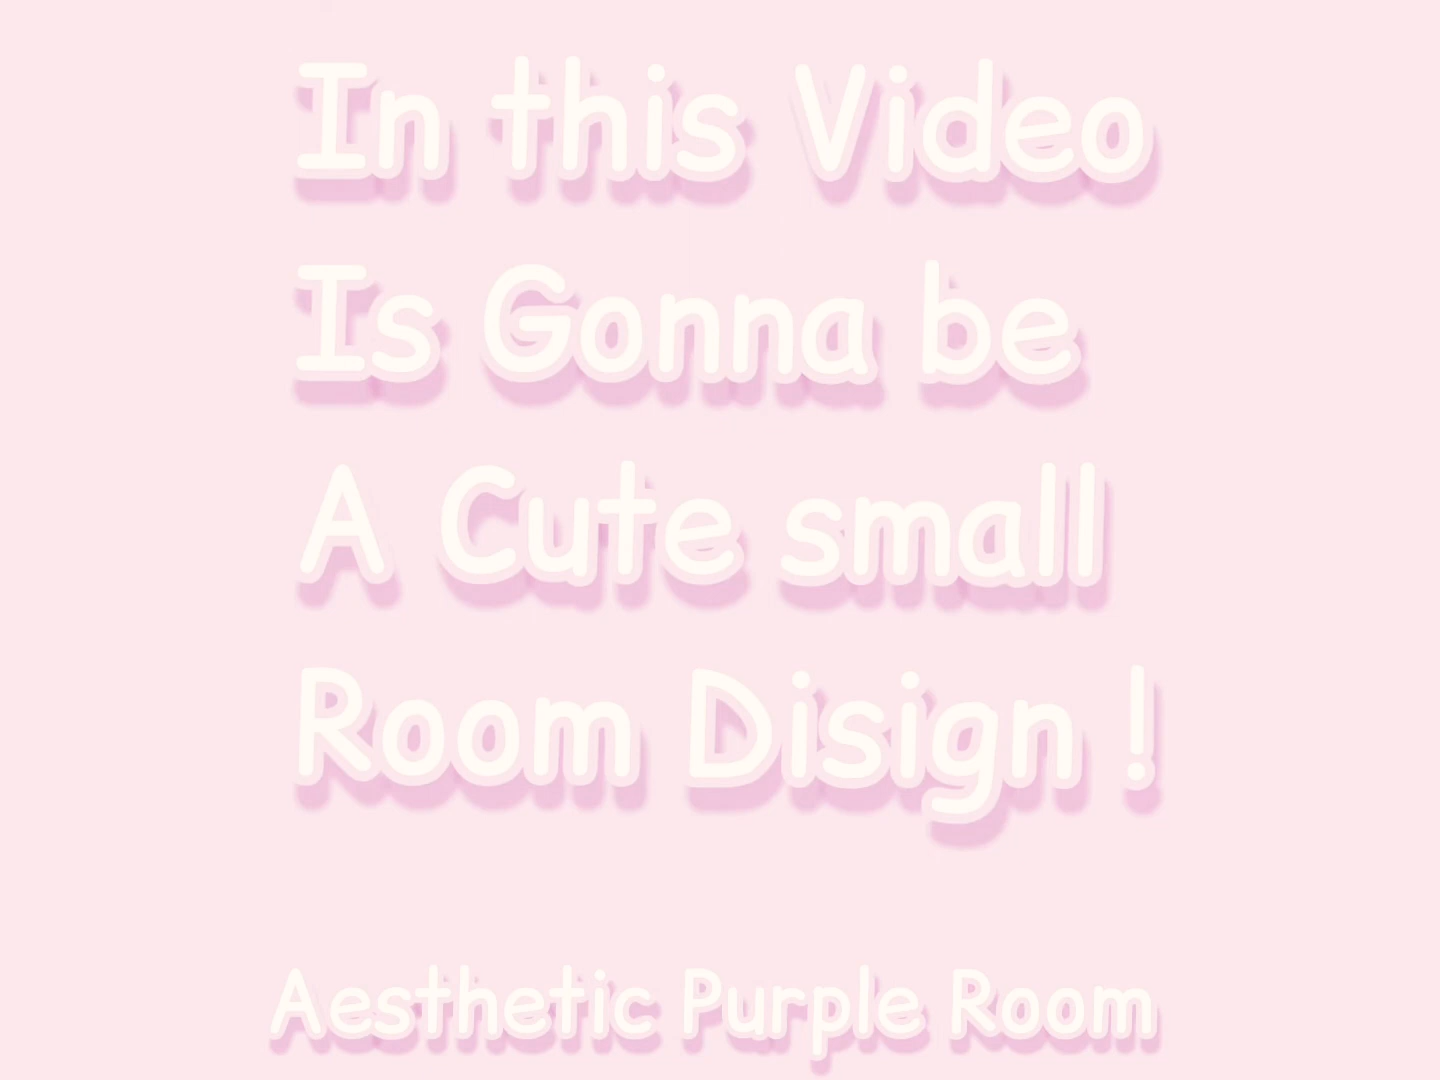 In this Video
Is Gonna be
A Cute small
Room Disign !
Aesthetic Purple Room